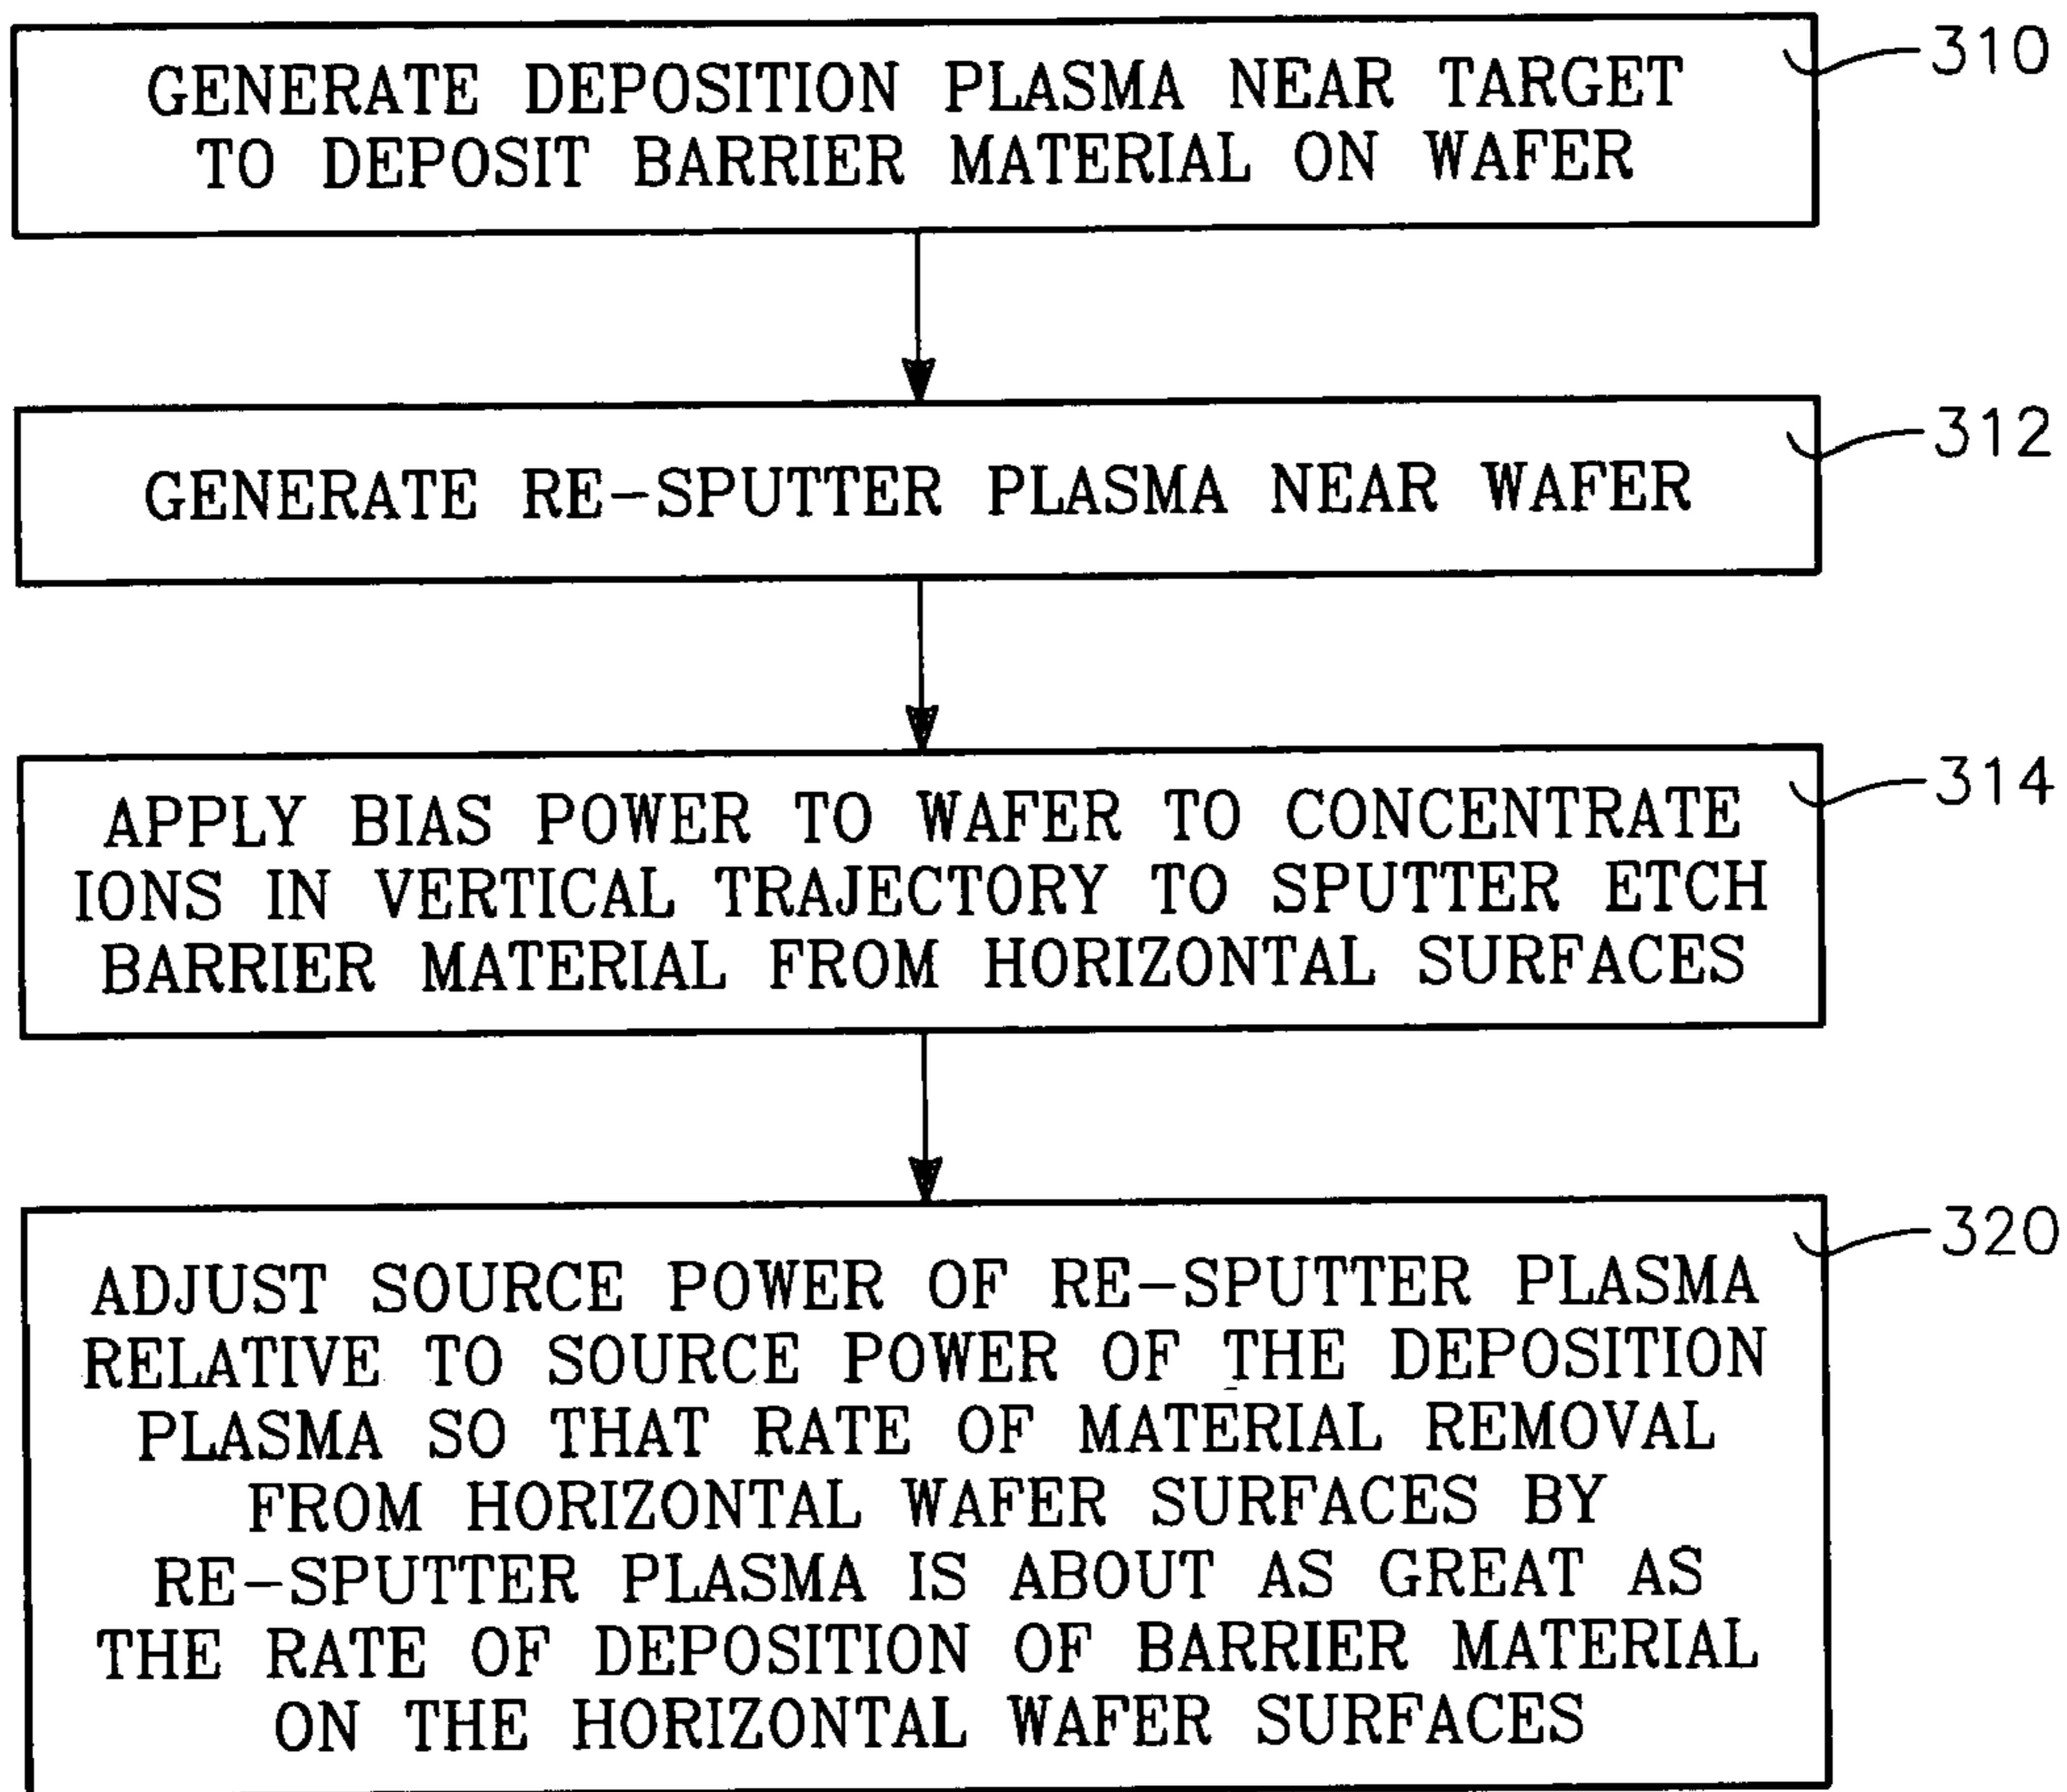 GENERATE DEPOSITION PLASMA NEAR TARGET
TO DEPOSIT BARRIER MATERIAL ON WAFER
310
GENERATE RE-SPUTTER PLASMA NEAR WAFER
312
APPLY BIAS POWER TO WAFER TO CONCENTRATE
IONS IN VERTICAL TRAJECTORY TO SPUTTER ETCH
BARRIER MATERIAL FROM HORIZONTAL SURFACES
314
ADJUST SOURCE POWER OF RE-SPUTTER PLASMA
RELATIVE TO SOURCE POWER OF THE DEPOSITION
PLASMA SO THAT RATE OF MATERIAL REMOVAL
FROM HORIZONTAL WAFER SURFACES BY
RE-SPUTTER PLASMA IS ABOUT AS GREAT AS
THE RATE OF DEPOSITION OF BARRIER MATERIAL
ON THE HORIZONTAL WAFER SURFACES
320